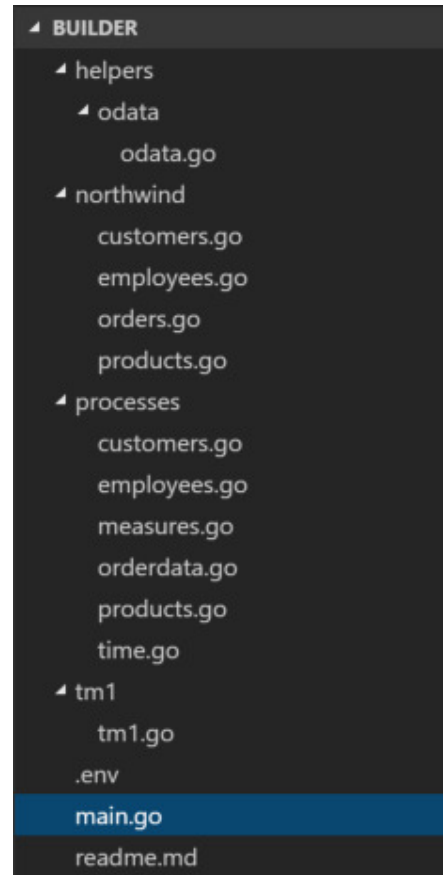 BUILDER
helpers
odata
odata.go
northwind
customers.go
employees.go
orders.go
products.go
processes
customers.go
employees.go
measures.go
orderdata.go
products.go
time.go
tm1
tm1.go
.env
main.go
readme.md